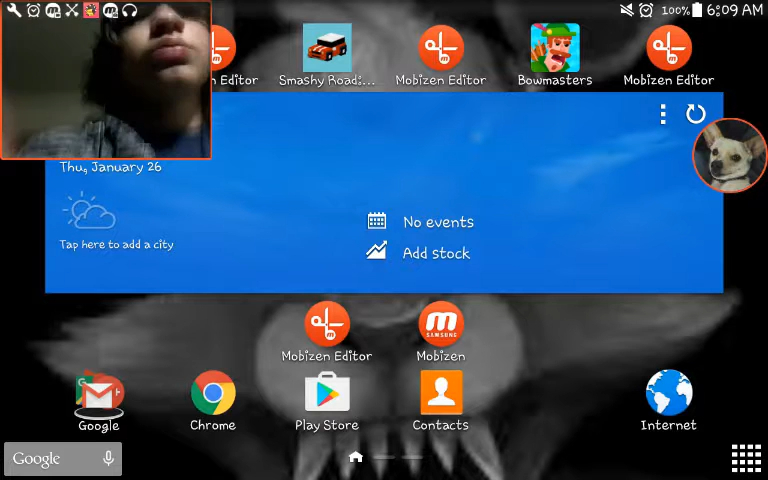 100% 6:09 AM
n Editor
Smashy Road:...
Mobizen Editor
Bowmasters
Mobizen Editor
Thu, January 26
No events
Tap here to add a city
Add stock
m
SAMSUNG
Mobizen Editor
Mobizen
Google
Chrome
Play Store
Contacts
Internet
Google